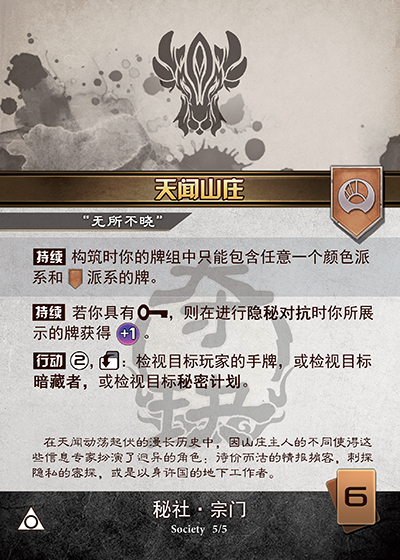 天闻山庄
"无所不晓"
持续 构筑时你的牌组中只能包含任意一个颜色派
系和 派系的牌。
持续 若你具有 ，则在进行隐秘对抗时你所展
示的牌获得 +1 。
行动 ②, ：检视目标玩家的手牌，或检视目标
暗藏者，或检视目标秘密计划。
在天闻动荡起伏的漫长历史中，因山庄主人的不同使得这
些信息专家扮演了迥异的角色：待价而沽的情报掮客，刺探
隐私的密探，或是以身许国的地下工作者。
6
秘社·宗门
Society 5/5